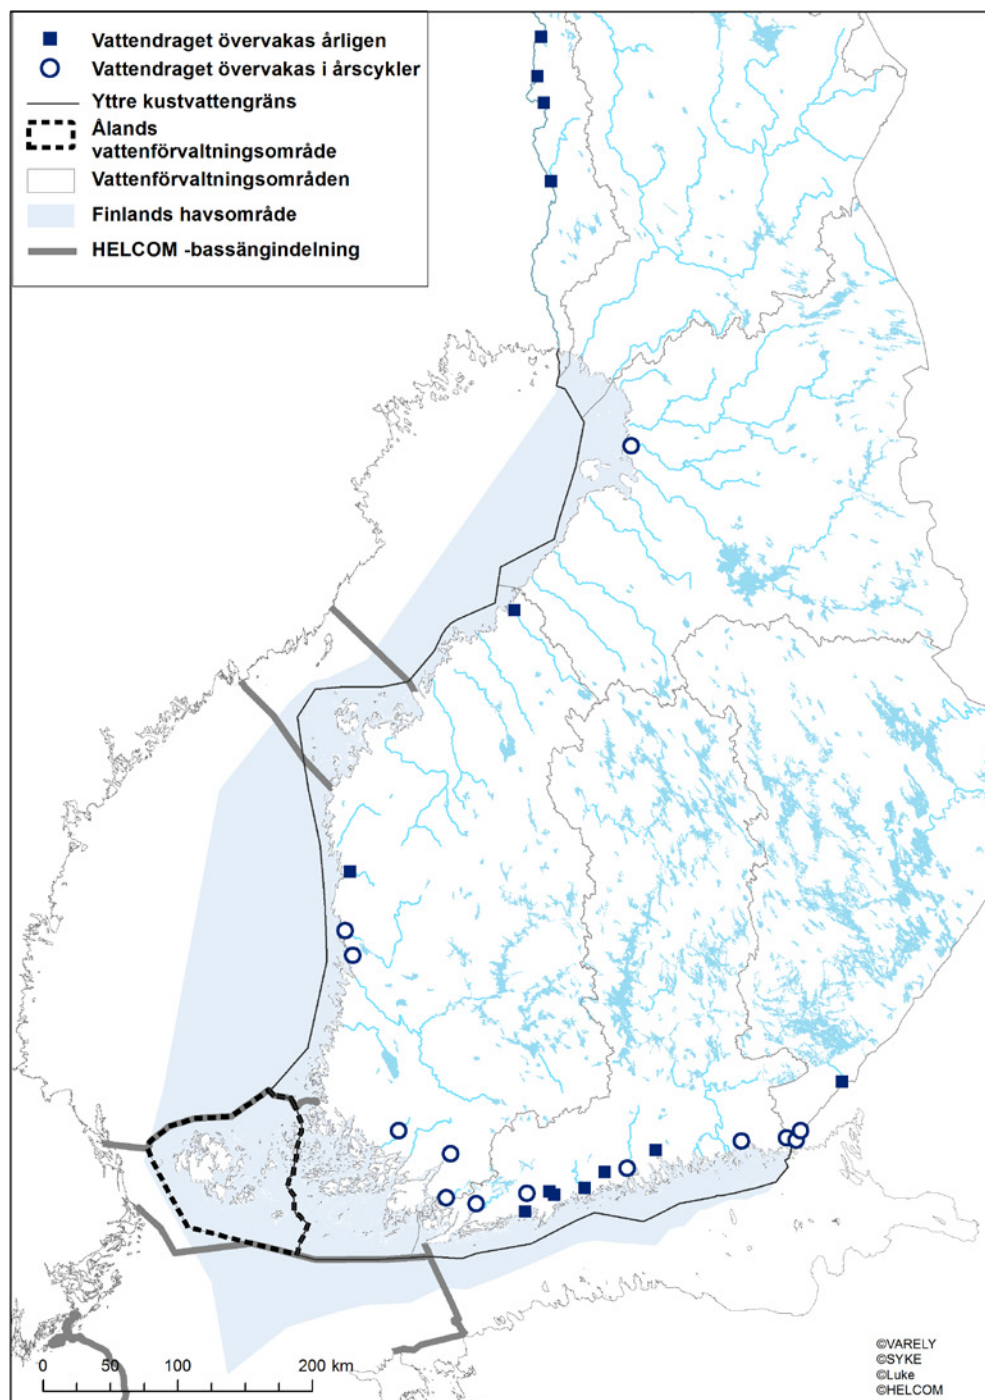 Vattendraget övervakas årligen
Vattendraget övervakas i årscykler
Yttre kustvattengräns
Ålands
vattenförvaltningsområde
Vattenförvaltningsområden
Finlands havsområde
HELCOM -bassängindelning
0 50 100 200 km
©VARELY
©SYKE
©Luke
©HELCOM